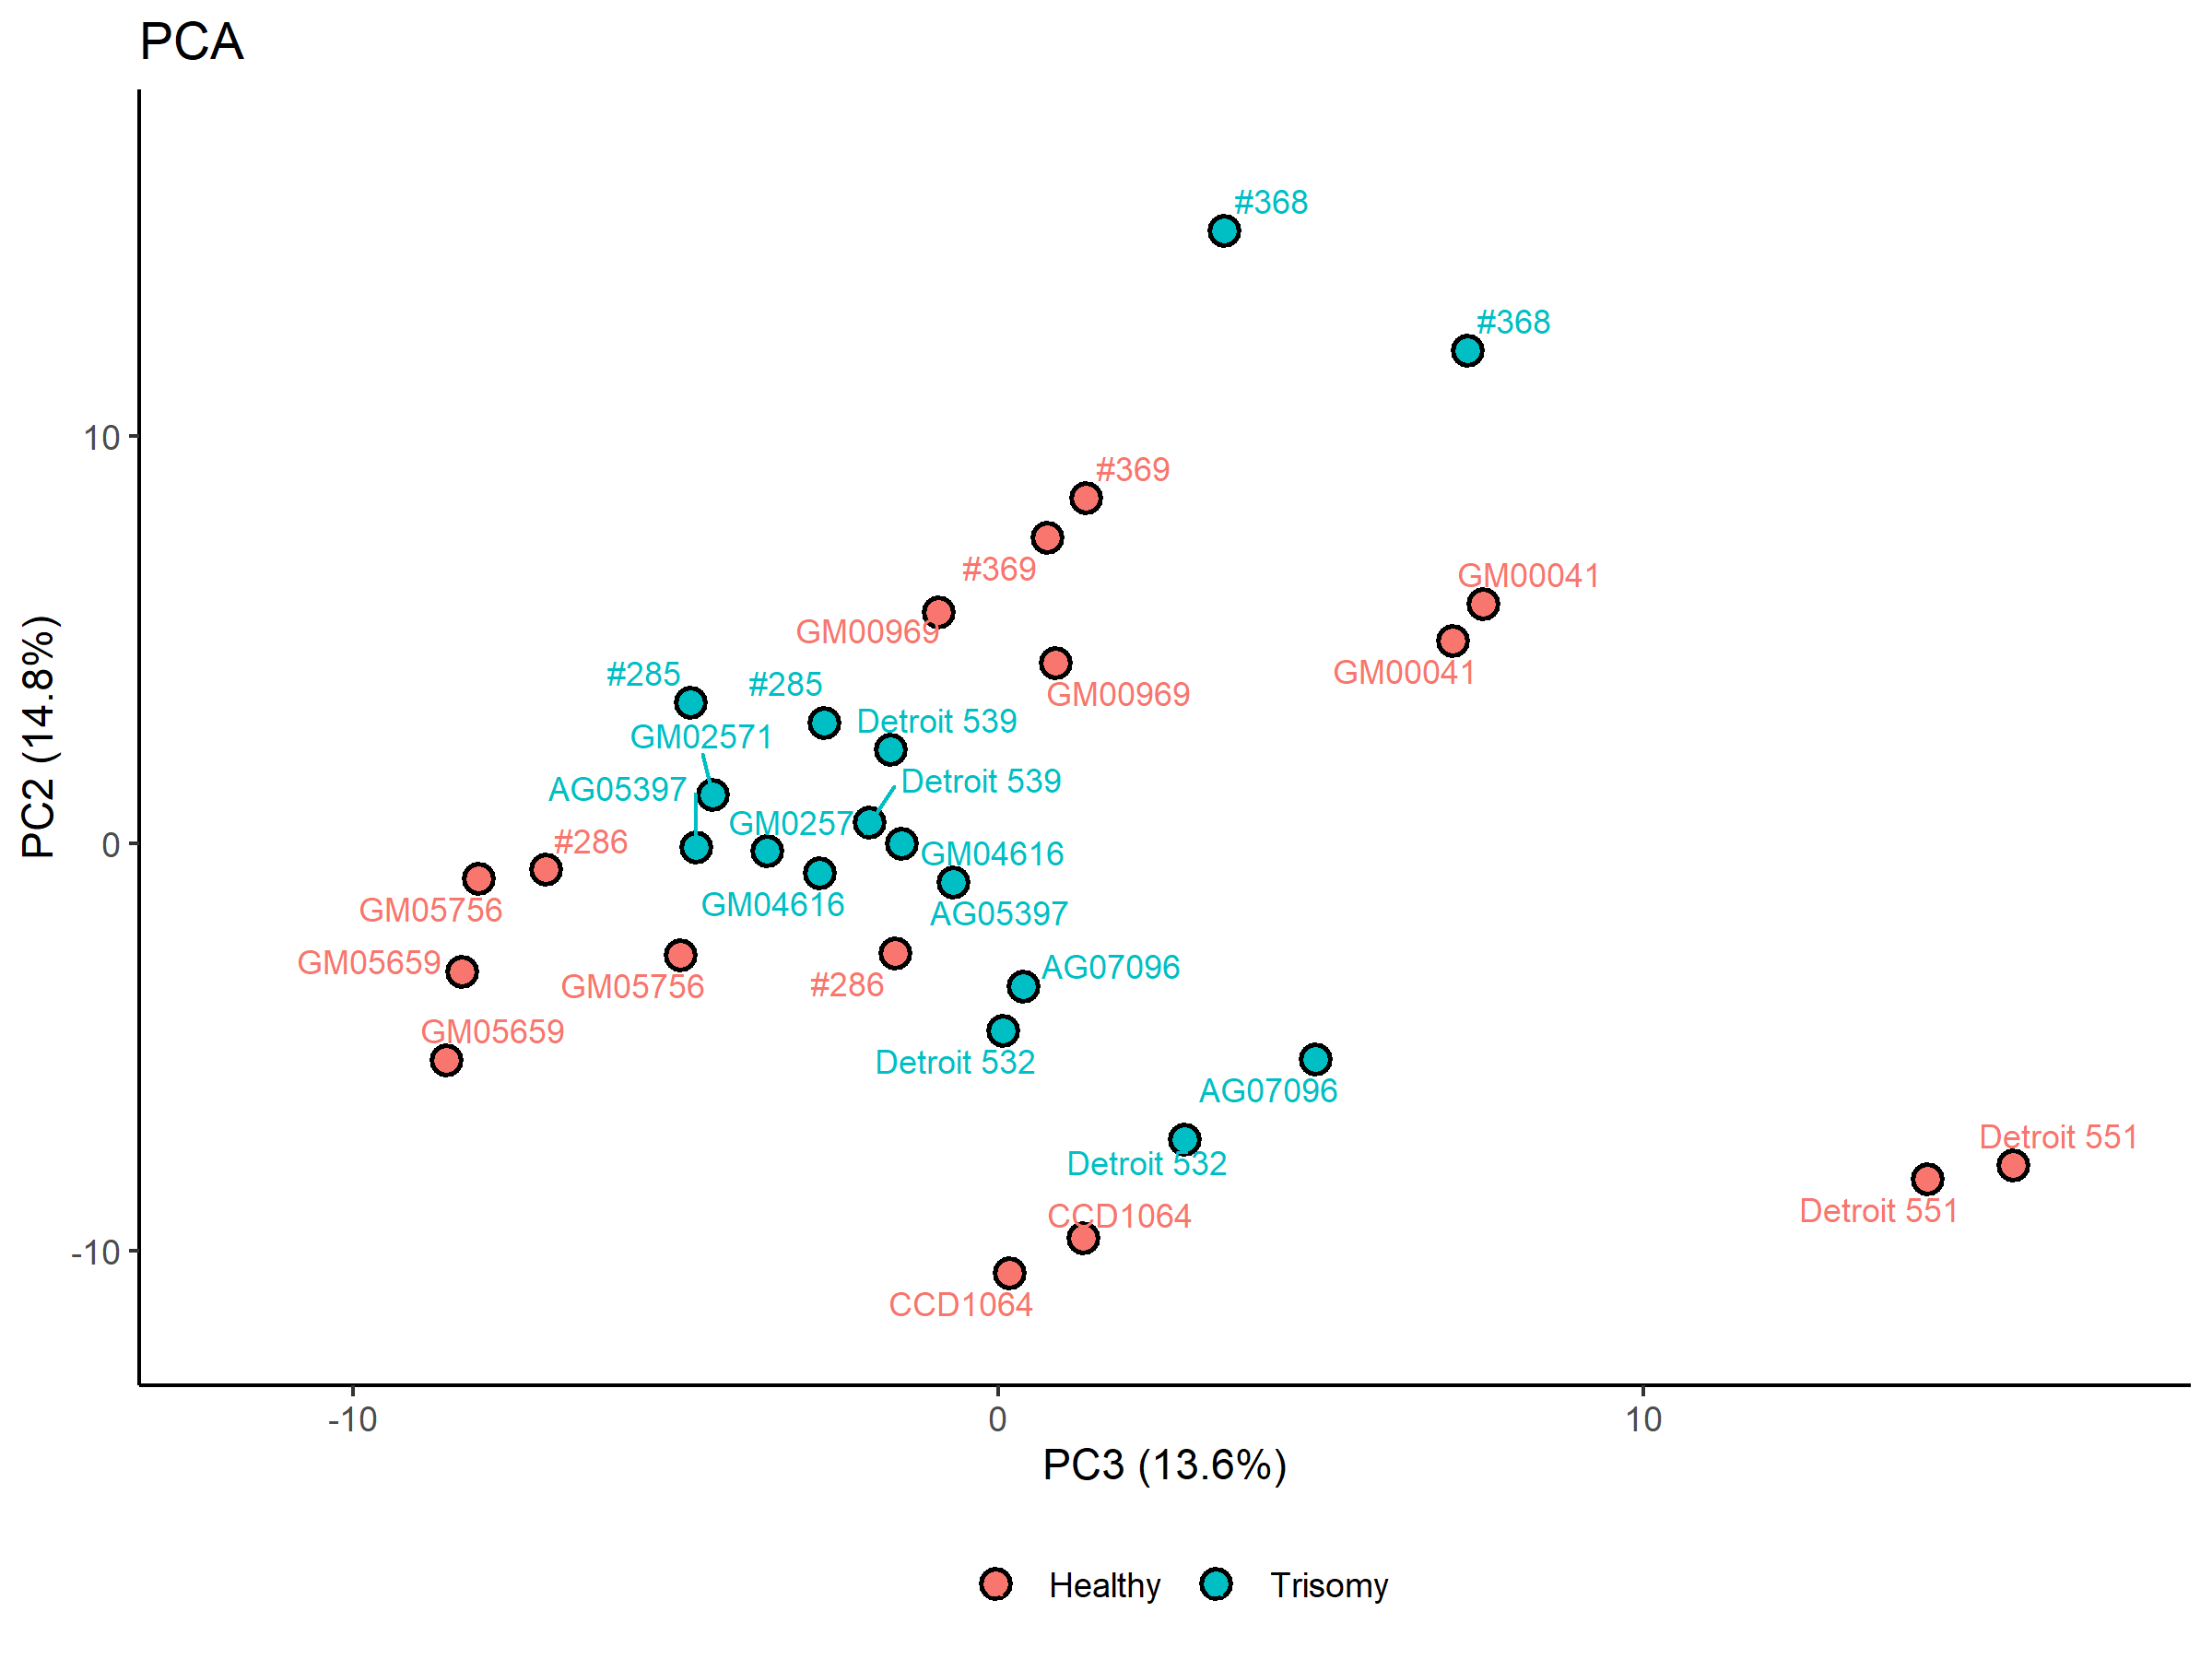 PCA
#368
#368
10
#369
#369
GM00041
GM00969
GM00041
#285
#285
GM00969
Detroit 539
GM02571
Detroit 539
AG05397
GM0257
0
#286
GM04616
GM05756
GM04616
AG05397
GM05659
GM05756
#286
AG07096
GM05659
Detroit 532
AG07096
Detroit 551
Detroit 532
Detroit 551
CCD1064
-10
CCD1064
PC2 (14.8%)
-10
0
10
PC3 (13.6%)
Healthy
Trisomy